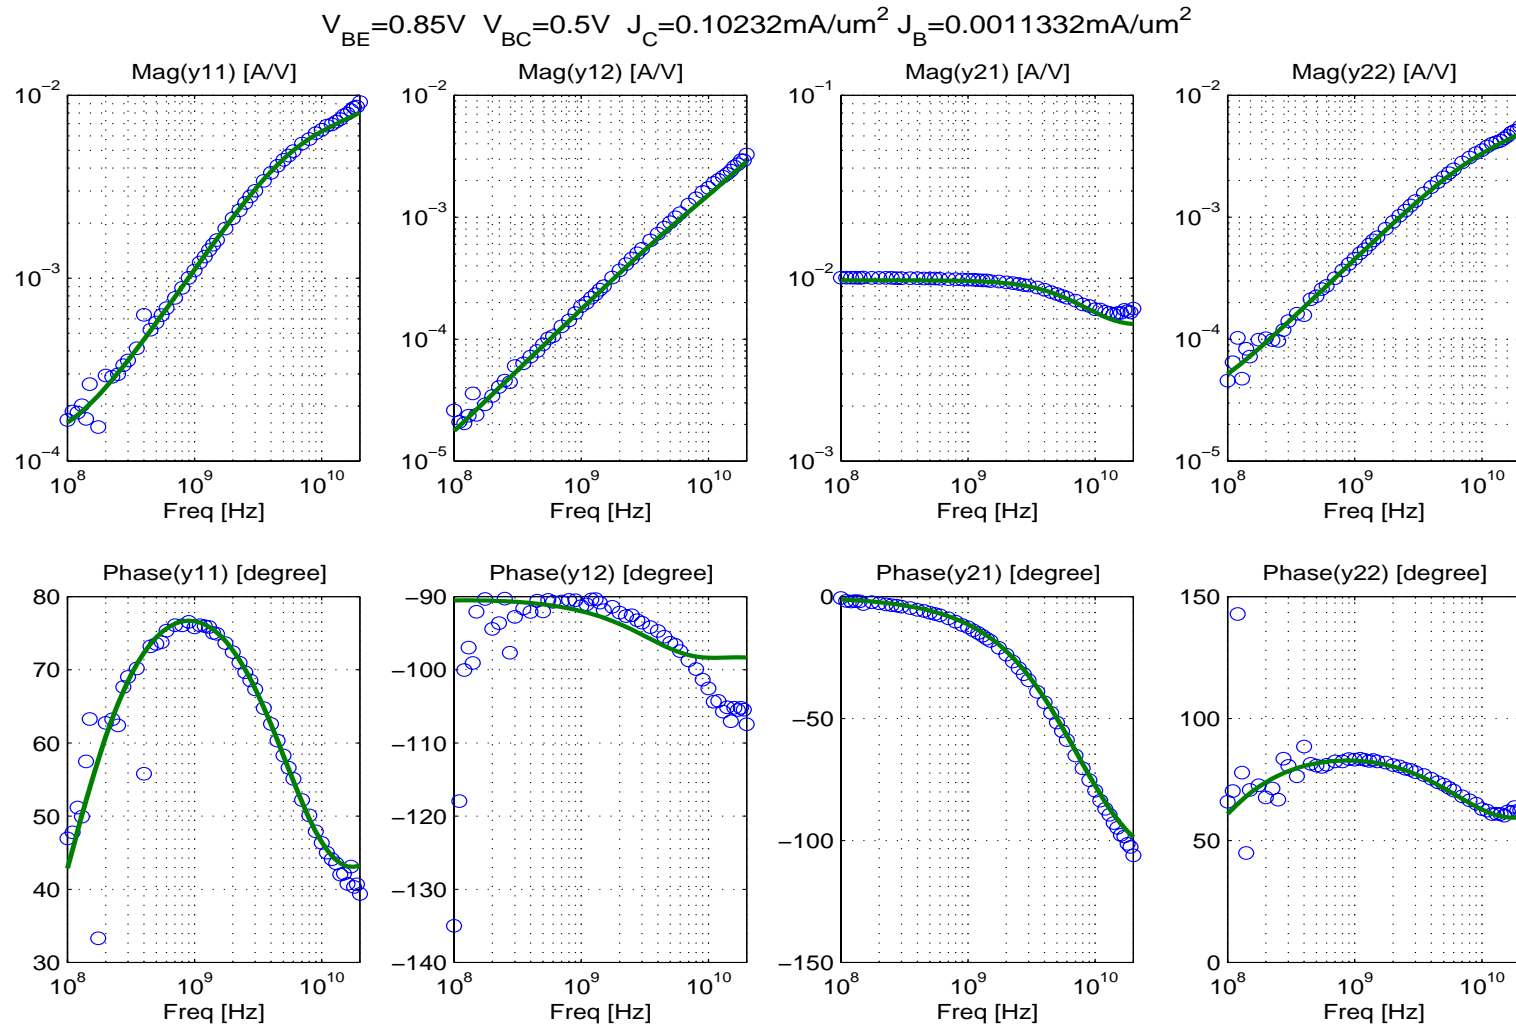 V_BE=0.85V V_BC=0.5V J_C=0.10232mA/um^2 J_B=0.0011332mA/um^2
Mag(y11) [A/V] Mag(y12) [A/V] Mag(y21) [A/V] Mag(y22) [A/V]
10^−2 10^−2 10^−1 10^−2
10^−3 10^−3 10^−2 10^−3
10^−4 10^−4
10^−4 10^−5 10^−3 10^−5
10^8 10^9 10^10 10^8 10^9 10^10 10^8 10^9 10^10 10^8 10^9 10^10
Freq [Hz] Freq [Hz] Freq [Hz] Freq [Hz]
Phase(y11) [degree] Phase(y12) [degree] Phase(y21) [degree] Phase(y22) [degree]
80 −90 0 150
70 −100
−50 100
60 −110
50 −120
−100 50
40 −130
30 −140 −150 0
10^8 10^9 10^10 10^8 10^9 10^10 10^8 10^9 10^10 10^8 10^9 10^10
Freq [Hz] Freq [Hz] Freq [Hz] Freq [Hz]